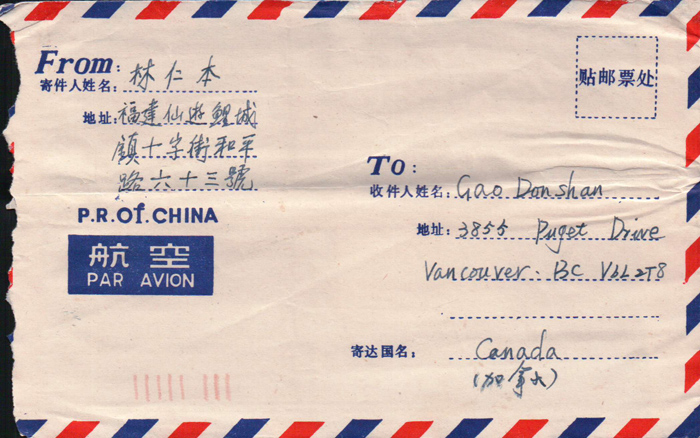 From:
寄件人姓名: 林仁本
地址: 福建仙遊鯉城
鎮十字街和平
路六十三號
P.R.of.CHINA
航空
PAR AVION
贴邮票处
To:
收件人姓名: Gao Donshan
地址: 3855 Puget Drive
Vancouver. BC V6L 2T8
寄达国名: Canada
(加拿大)